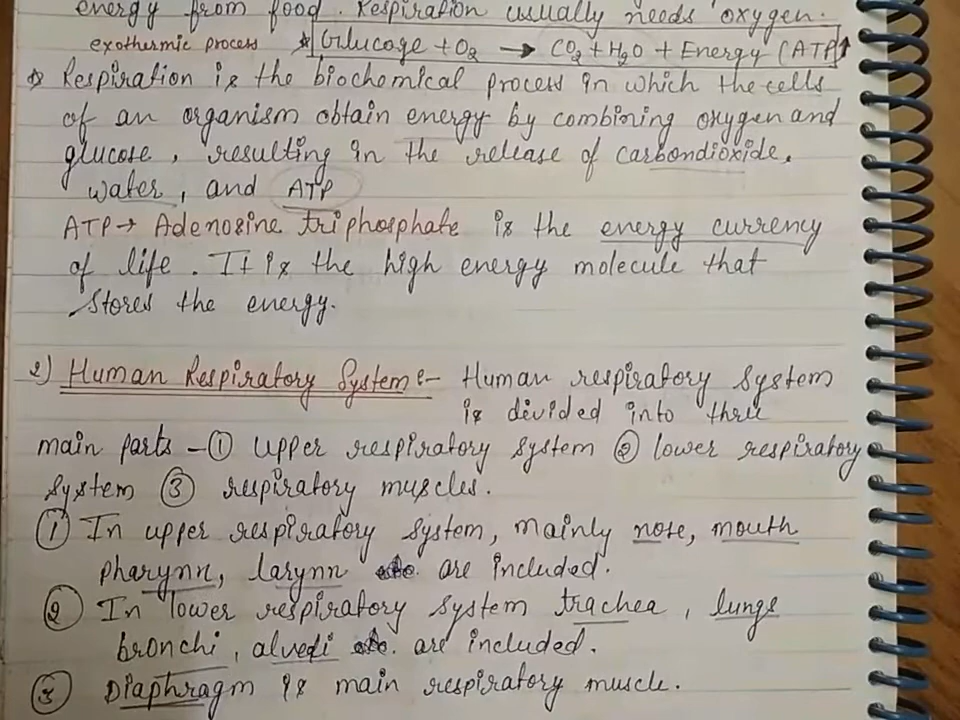 energy from food. Respiration usually needs oxygen.
exothermic process Glucose + O2 → CO2 + H2O + Energy (ATP)↑
Respiration is the biochemical process in which the cells
of an organism obtain energy by combining oxygen and
glucose, resulting in the release of carbondioxide,
water, and ATP
ATP → Adenosine triphosphate is the energy currency
of life. It is the high energy molecule that
stores the energy.
2) Human Respiratory System :- Human respiratory system
is divided into three
main parts - ① Upper respiratory system ② lower respiratory
system ③ respiratory muscles.
① In upper respiratory system, mainly nose, mouth
pharynn, larynn are included.
② In lower respiratory system trachea, lungs
bronchi, alveoli are included.
③ Diaphragm is main respiratory muscle.